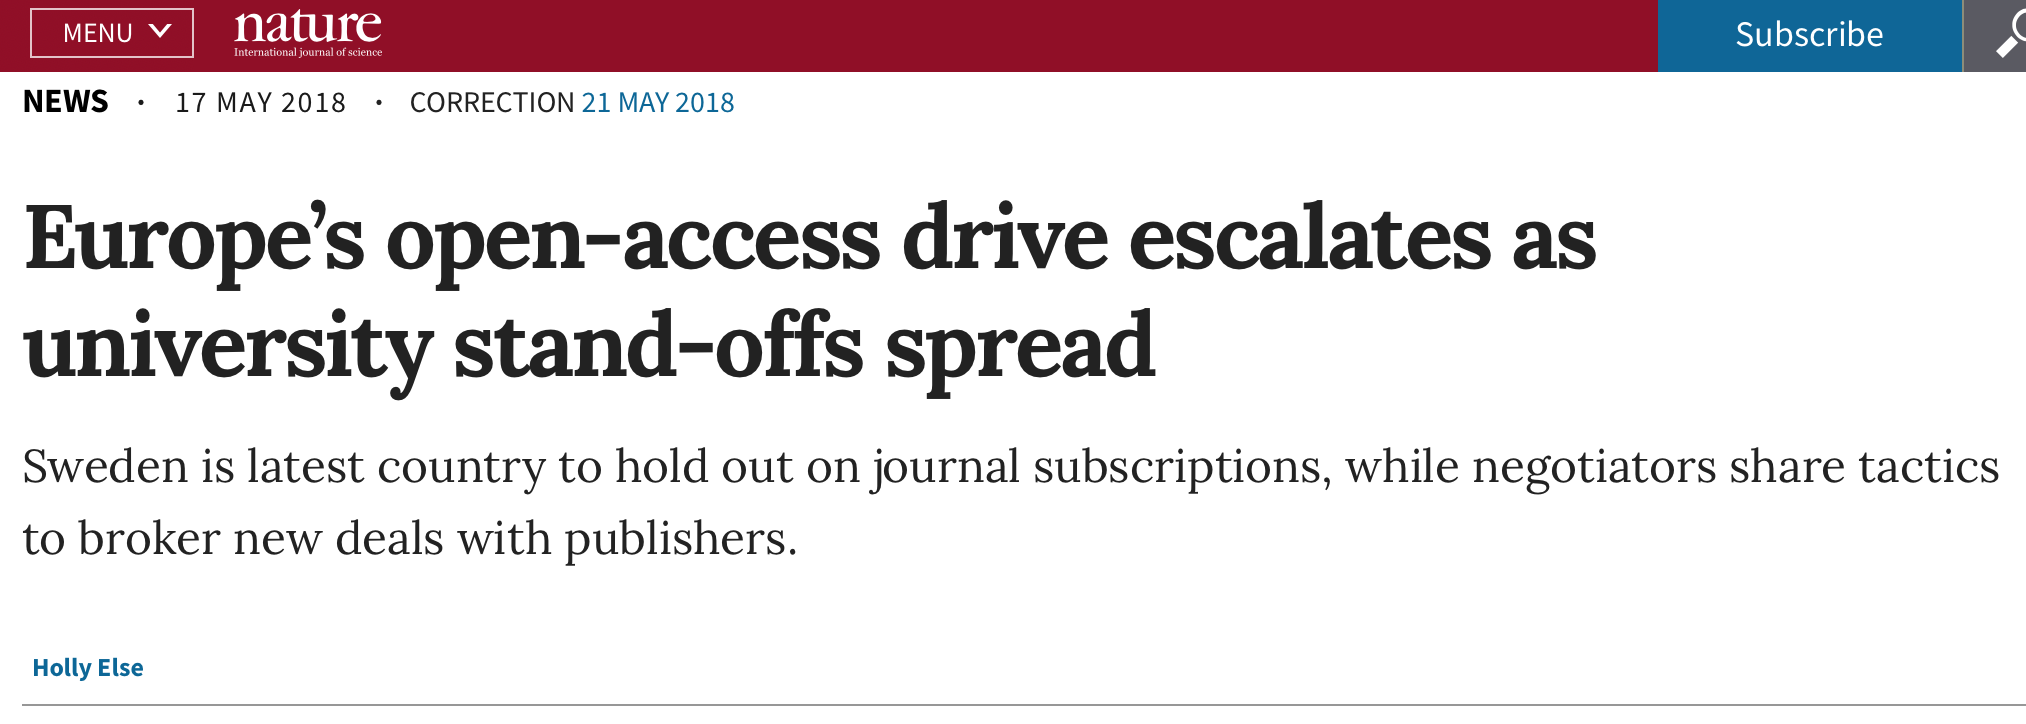 MENU
nature
International journal of science
Subscribe
NEWS · 17 MAY 2018 · CORRECTION 21 MAY 2018
Europe’s open-access drive escalates as
university stand-offs spread
Sweden is latest country to hold out on journal subscriptions, while negotiators share tactics
to broker new deals with publishers.
Holly Else